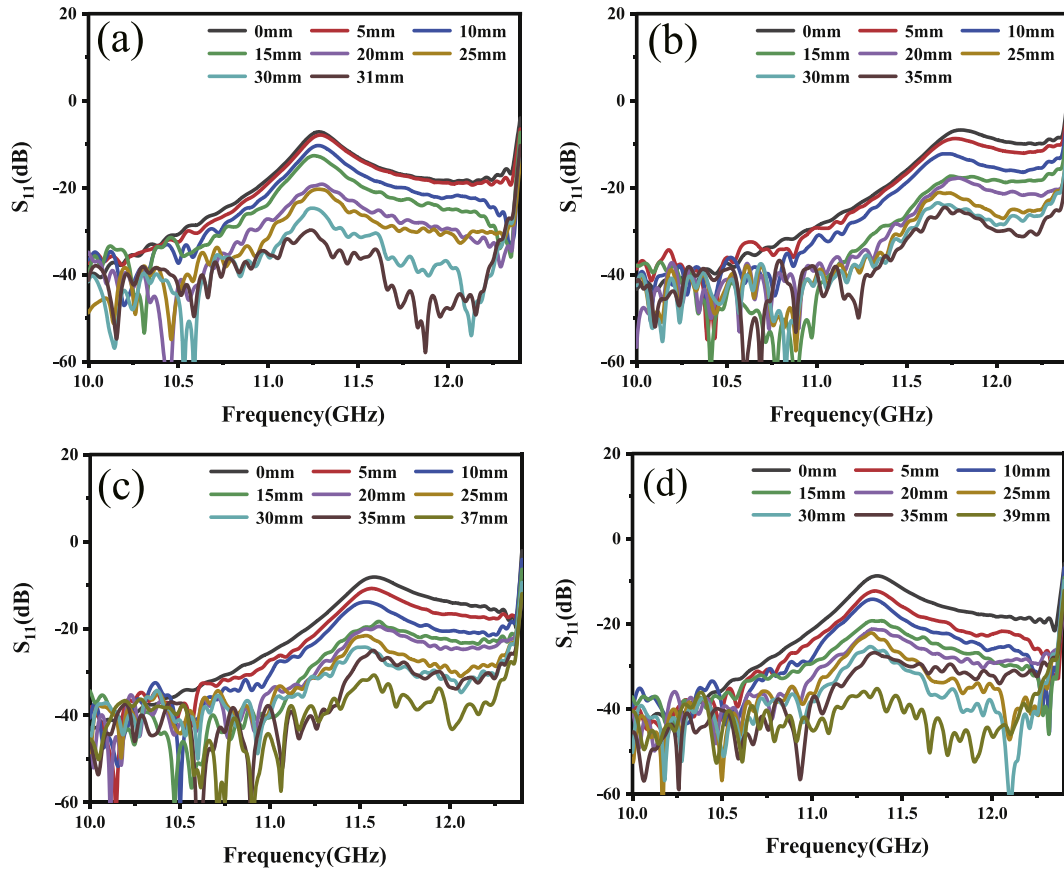 (a)
0mm 5mm 10mm
15mm 20mm 25mm
30mm 31mm
20
0
-20
-40
-60
S11(dB)
10.0 10.5 11.0 11.5 12.0
Frequency(GHz)
(b)
0mm 5mm 10mm
15mm 20mm 25mm
30mm 35mm
20
0
-20
-40
-60
S11(dB)
10.0 10.5 11.0 11.5 12.0
Frequency(GHz)
(c)
0mm 5mm 10mm
15mm 20mm 25mm
30mm 35mm 37mm
20
0
-20
-40
-60
S11(dB)
10.0 10.5 11.0 11.5 12.0
Frequency(GHz)
(d)
0mm 5mm 10mm
15mm 20mm 25mm
30mm 35mm 39mm
20
0
-20
-40
-60
S11(dB)
10.0 10.5 11.0 11.5 12.0
Frequency(GHz)